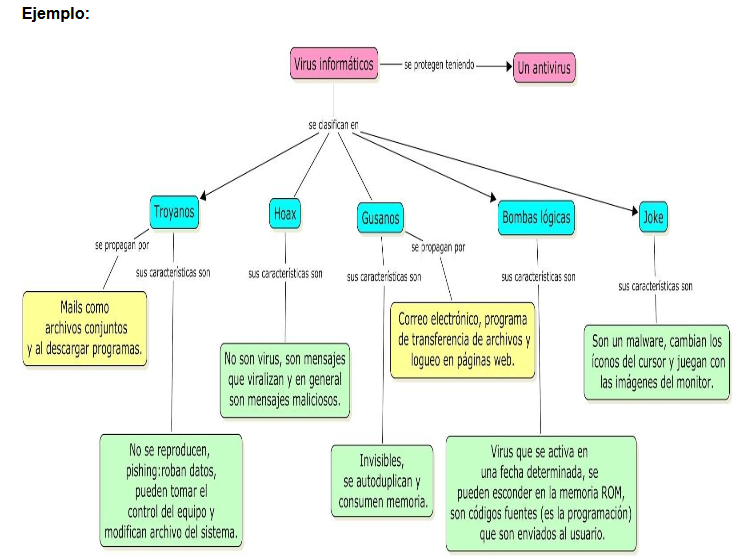 Ejemplo:
Virus informáticos
se protegen teniendo
Un antivirus
se clasifican en
Troyanos
Hoax
Gusanos
Bombas lógicas
Joke
se propagan por
sus características son
sus características son
sus características son
se propagan por
sus características son
sus características son
Mails como
archivos conjuntos
y al descargar programas.
No se reproducen,
pishing:roban datos,
pueden tomar el
control del equipo y
modifican archivo del sistema.
No son virus, son mensajes
que viralizan y en general
son mensajes maliciosos.
Invisibles,
se autoduplican y
consumen memoria.
Correo electrónico, programa
de transferencia de archivos y
logueo en páginas web.
Virus que se activa en
una fecha determinada, se
pueden esconder en la memoria ROM,
son códigos fuentes (es la programación)
que son enviados al usuario.
Son un malware, cambian los
íconos del cursor y juegan con
las imágenes del monitor.